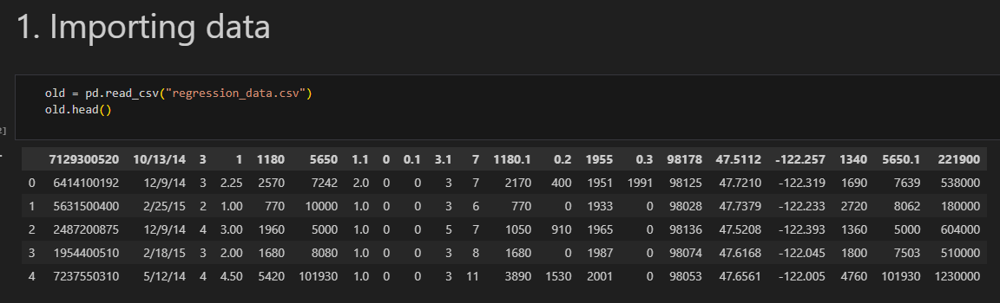 1. Importing data
old = pd.read_csv("regression_data.csv")
old.head()
2]
7129300520 10/13/14 3 1 1180 5650 1.1 0 0.1 3.1 7 1180.1 0.2 1955 0.3 98178 47.5112 -122.257 1340 5650.1 221900
0 6414100192 12/9/14 3 2.25 2570 7242 2.0 0 0 3 7 2170 400 1951 1991 98125 47.7210 -122.319 1690 7639 538000
1 5631500400 2/25/15 2 1.00 770 10000 1.0 0 0 3 6 770 0 1933 0 98028 47.7379 -122.233 2720 8062 180000
2 2487200875 12/9/14 4 3.00 1960 5000 1.0 0 0 5 7 1050 910 1965 0 98136 47.5208 -122.393 1360 5000 604000
3 1954400510 2/18/15 3 2.00 1680 8080 1.0 0 0 3 8 1680 0 1987 0 98074 47.6168 -122.045 1800 7503 510000
4 7237550310 5/12/14 4 4.50 5420 101930 1.0 0 0 3 11 3890 1530 2001 0 98053 47.6561 -122.005 4760 101930 1230000